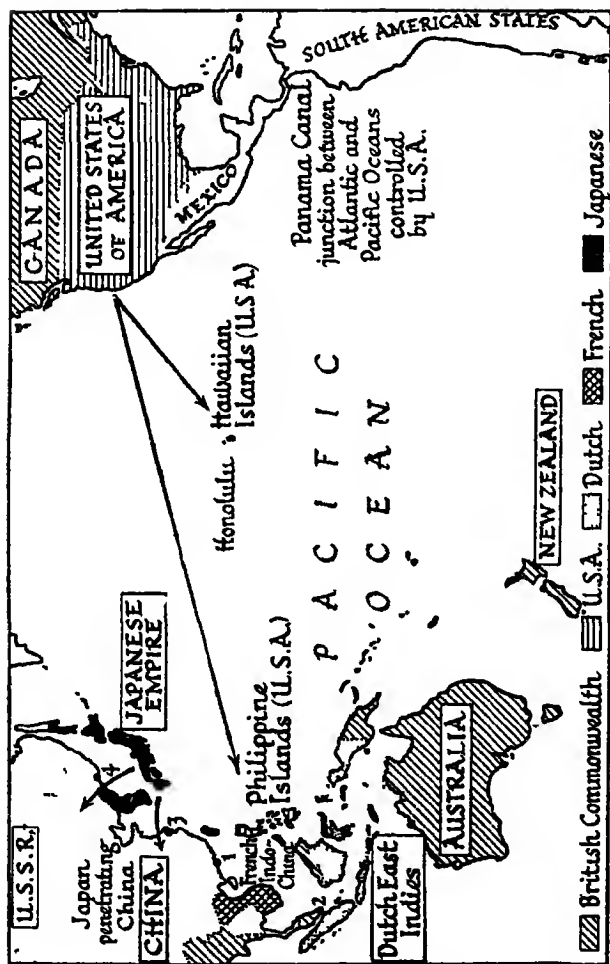 U.S.S.R.
CANADA
UNITED STATES
OF AMERICA
Japan
penetrating
China
4
JAPANESE
EMPIRE
CHINA
3
MEXICO
SOUTH AMERICAN STATES
Honolulu
Hawaiian
Islands (U.S.A.)
1
French
Indo-
China
Philippine
Islands (U.S.A.)
2
Panama Canal
junction between
Atlantic and
Pacific Oceans
controlled
by U.S.A.
PACIFIC
OCEAN
Dutch East
Indies
AUSTRALIA
NEW ZEALAND
British Commonwealth
U.S.A.
Dutch
French
Japanese